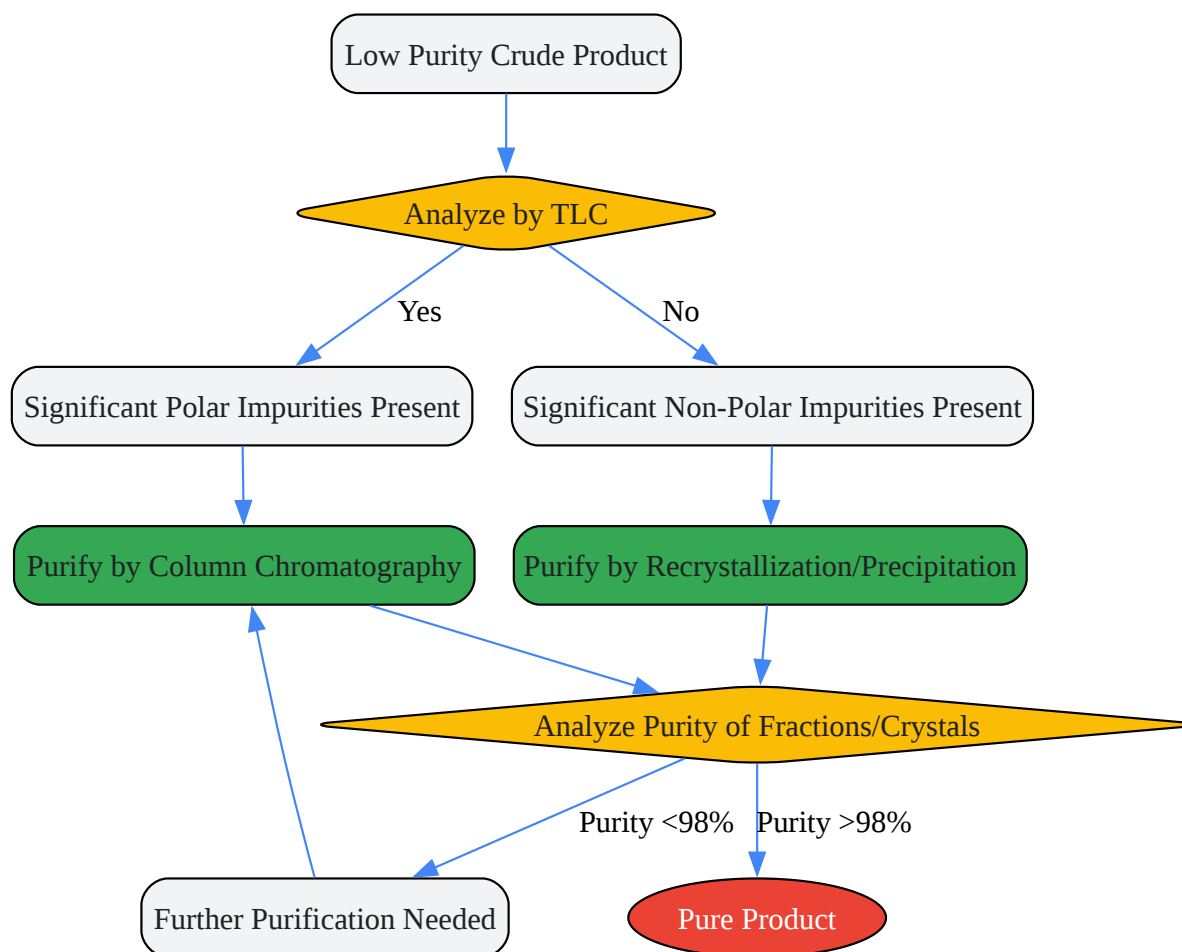 Low Purity Crude Product
Analyze by TLC
Yes
No
Significant Polar Impurities Present
Significant Non-Polar Impurities Present
Purify by Column Chromatography
Purify by Recrystallization/Precipitation
Analyze Purity of Fractions/Crystals
Purity <98%
Purity >98%
Further Purification Needed
Pure Product